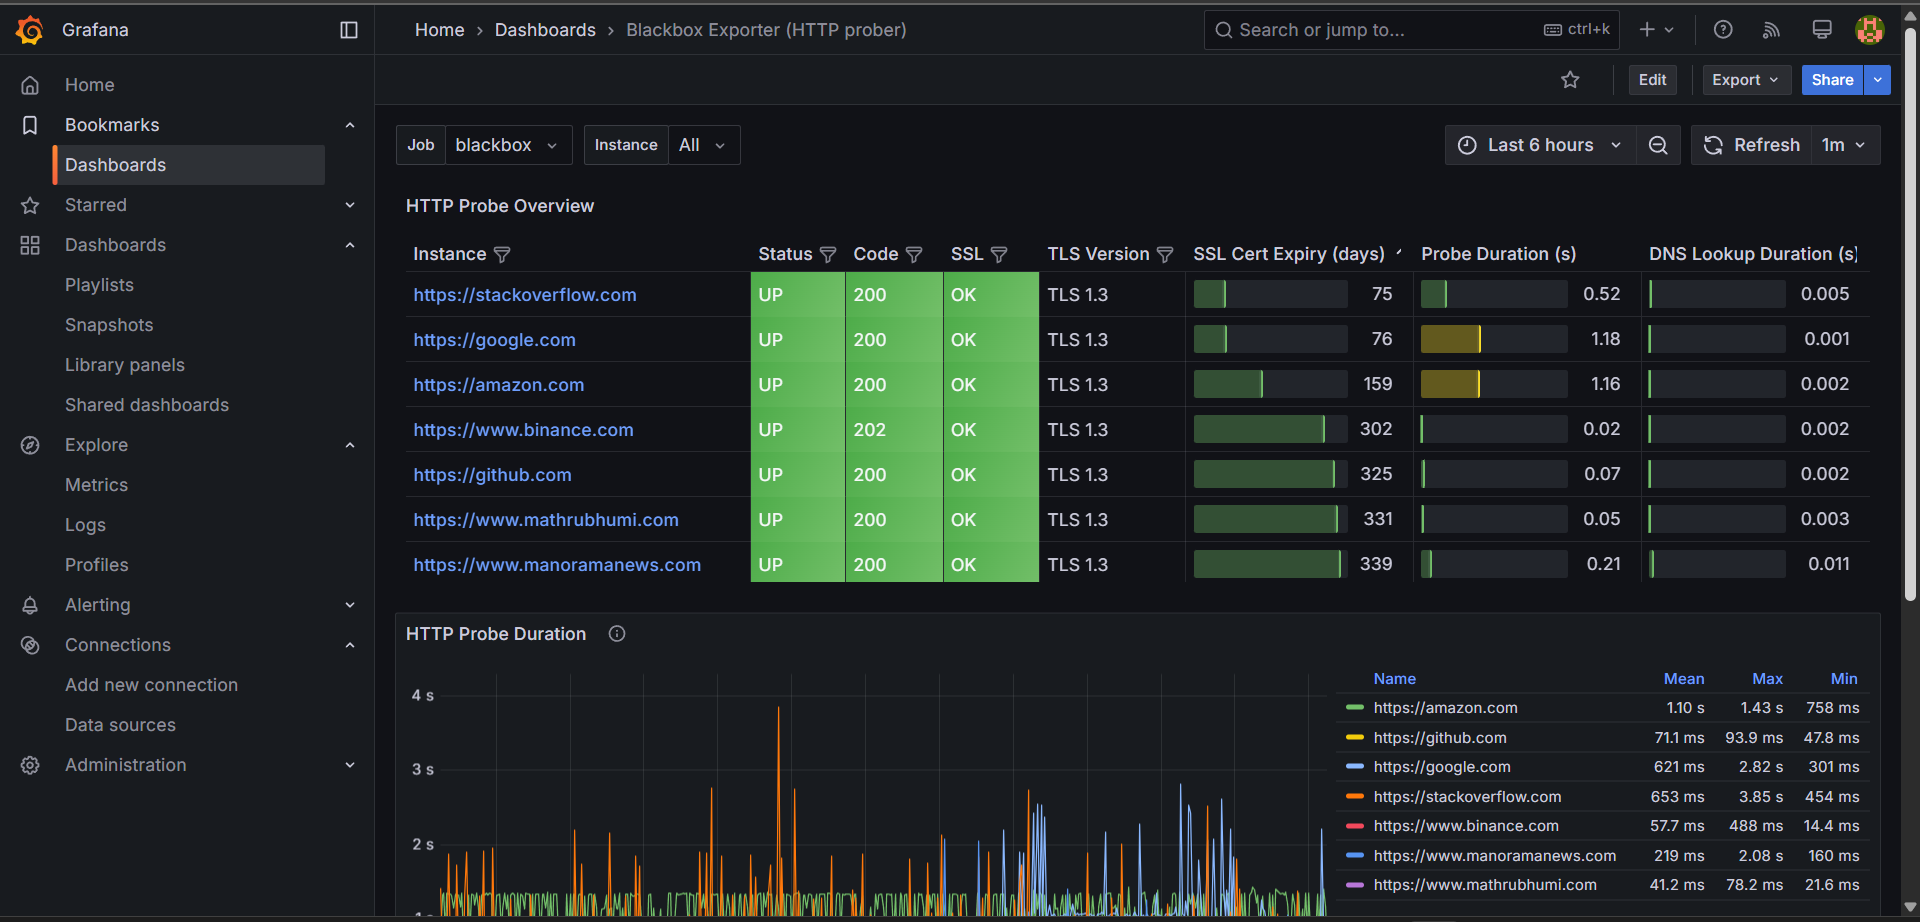 Grafana
Home › Dashboards › Blackbox Exporter (HTTP prober)
Search or jump to... ctrl+k
Edit Export Share
Home
Bookmarks
Dashboards
Starred
Dashboards
Playlists
Snapshots
Library panels
Shared dashboards
Explore
Metrics
Logs
Profiles
Alerting
Connections
Add new connection
Data sources
Administration
Job blackbox Instance All Last 6 hours Refresh 1m
HTTP Probe Overview
Instance Status Code SSL TLS Version SSL Cert Expiry (days) Probe Duration (s) DNS Lookup Duration (s)
https://stackoverflow.com UP 200 OK TLS 1.3 75 0.52 0.005
https://google.com UP 200 OK TLS 1.3 76 1.18 0.001
https://amazon.com UP 200 OK TLS 1.3 159 1.16 0.002
https://www.binance.com UP 202 OK TLS 1.3 302 0.02 0.002
https://github.com UP 200 OK TLS 1.3 325 0.07 0.002
https://www.mathrubhumi.com UP 200 OK TLS 1.3 331 0.05 0.003
https://www.manoramanews.com UP 200 OK TLS 1.3 339 0.21 0.011
HTTP Probe Duration
4 s
3 s
2 s
Name Mean Max Min
https://amazon.com 1.10 s 1.43 s 758 ms
https://github.com 71.1 ms 93.9 ms 47.8 ms
https://google.com 621 ms 2.82 s 301 ms
https://stackoverflow.com 653 ms 3.85 s 454 ms
https://www.binance.com 57.7 ms 488 ms 14.4 ms
https://www.manoramanews.com 219 ms 2.08 s 160 ms
https://www.mathrubhumi.com 41.2 ms 78.2 ms 21.6 ms